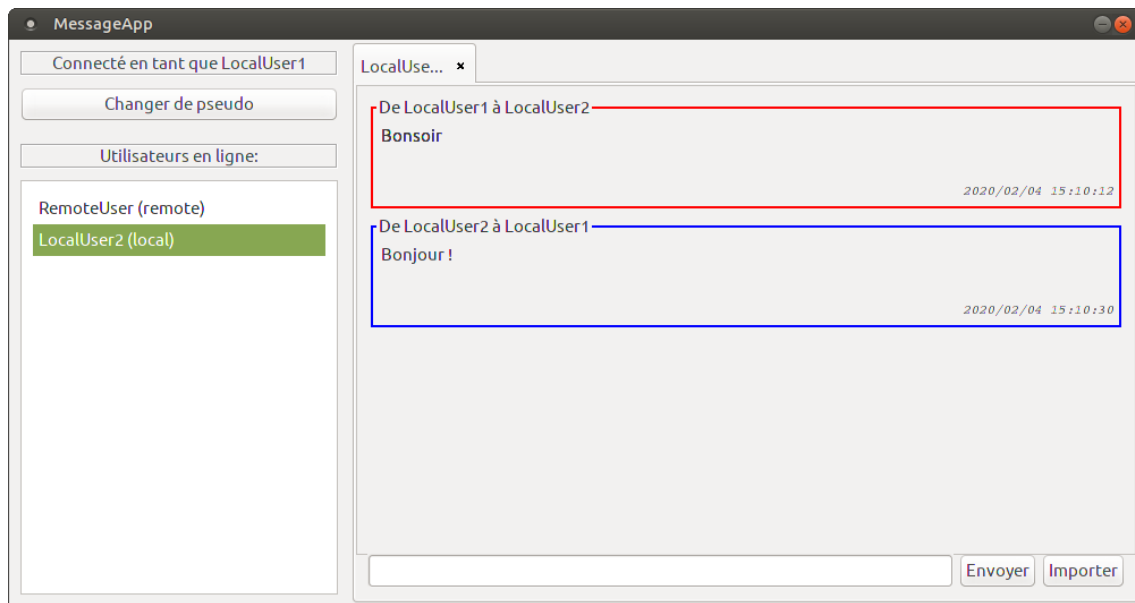 MessageApp
Connecté en tant que LocalUser1
Changer de pseudo
Utilisateurs en ligne:
RemoteUser (remote)
LocalUser2 (local)
LocalUse...
De LocalUser1 à LocalUser2
Bonsoir
2020/02/04 15:10:12
De LocalUser2 à LocalUser1
Bonjour !
2020/02/04 15:10:30
Envoyer
Importer